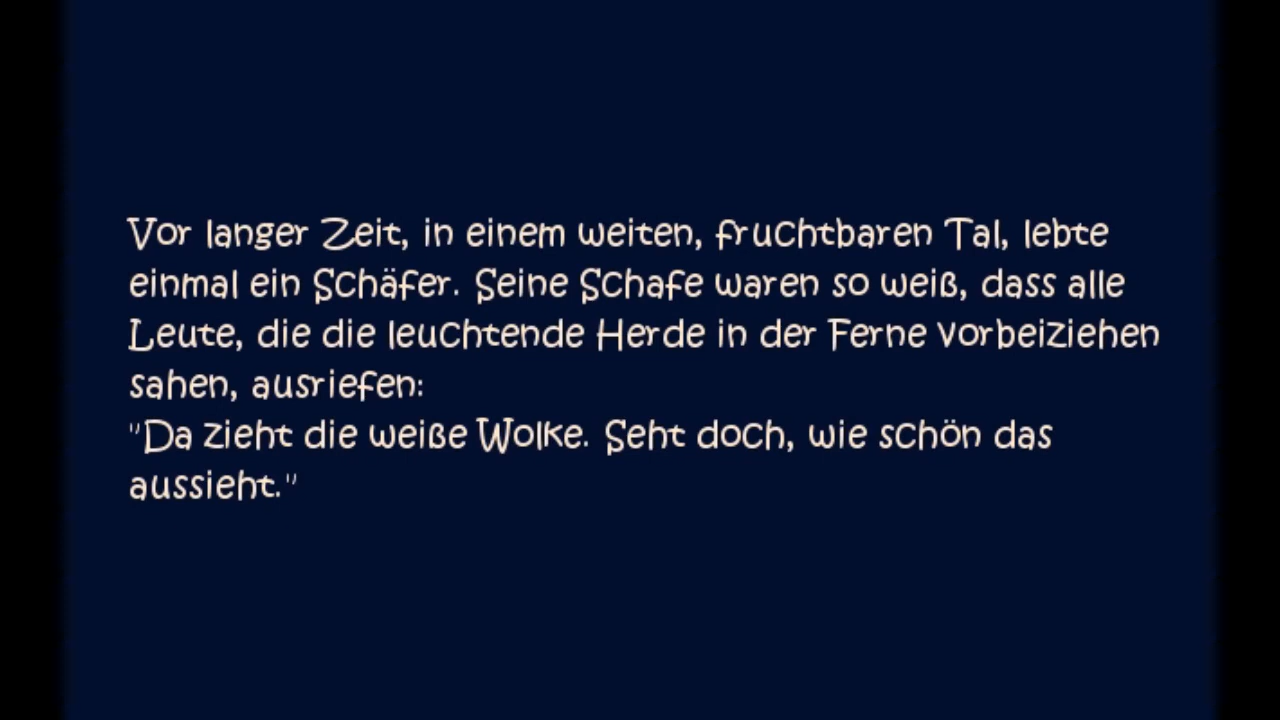 Vor langer Zeit, in einem weiten, fruchtbaren Tal, lebte
einmal ein Schäfer. Seine Schafe waren so weiß, dass alle
Leute, die die leuchtende Herde in der Ferne vorbeiziehen
sahen, ausriefen:
"Da zieht die weiße Wolke. Seht doch, wie schön das
aussieht."